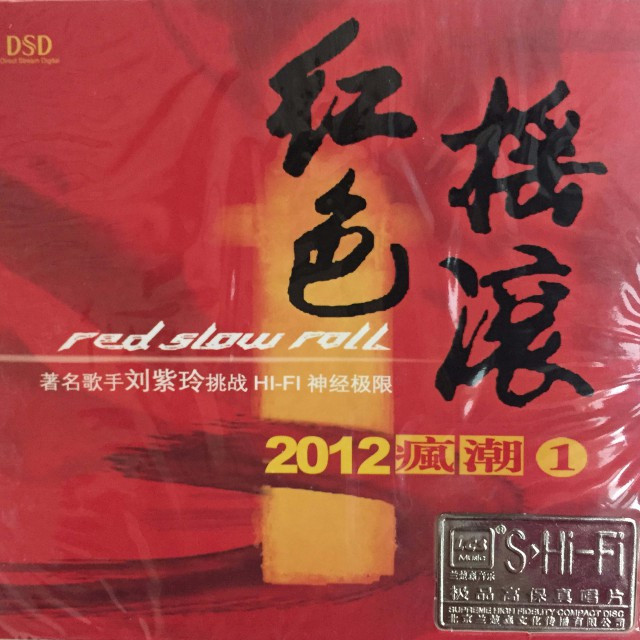 DSD
Direct Stream Digital
红色
摇滚
red slow roll
著名歌手刘紫玲挑战 HI-FI 神经极限
2012瘋潮 1
Music
®S·Hi-Fi
极品高保真唱片
SUPREME HIGH FIDELITY COMPACT DISC